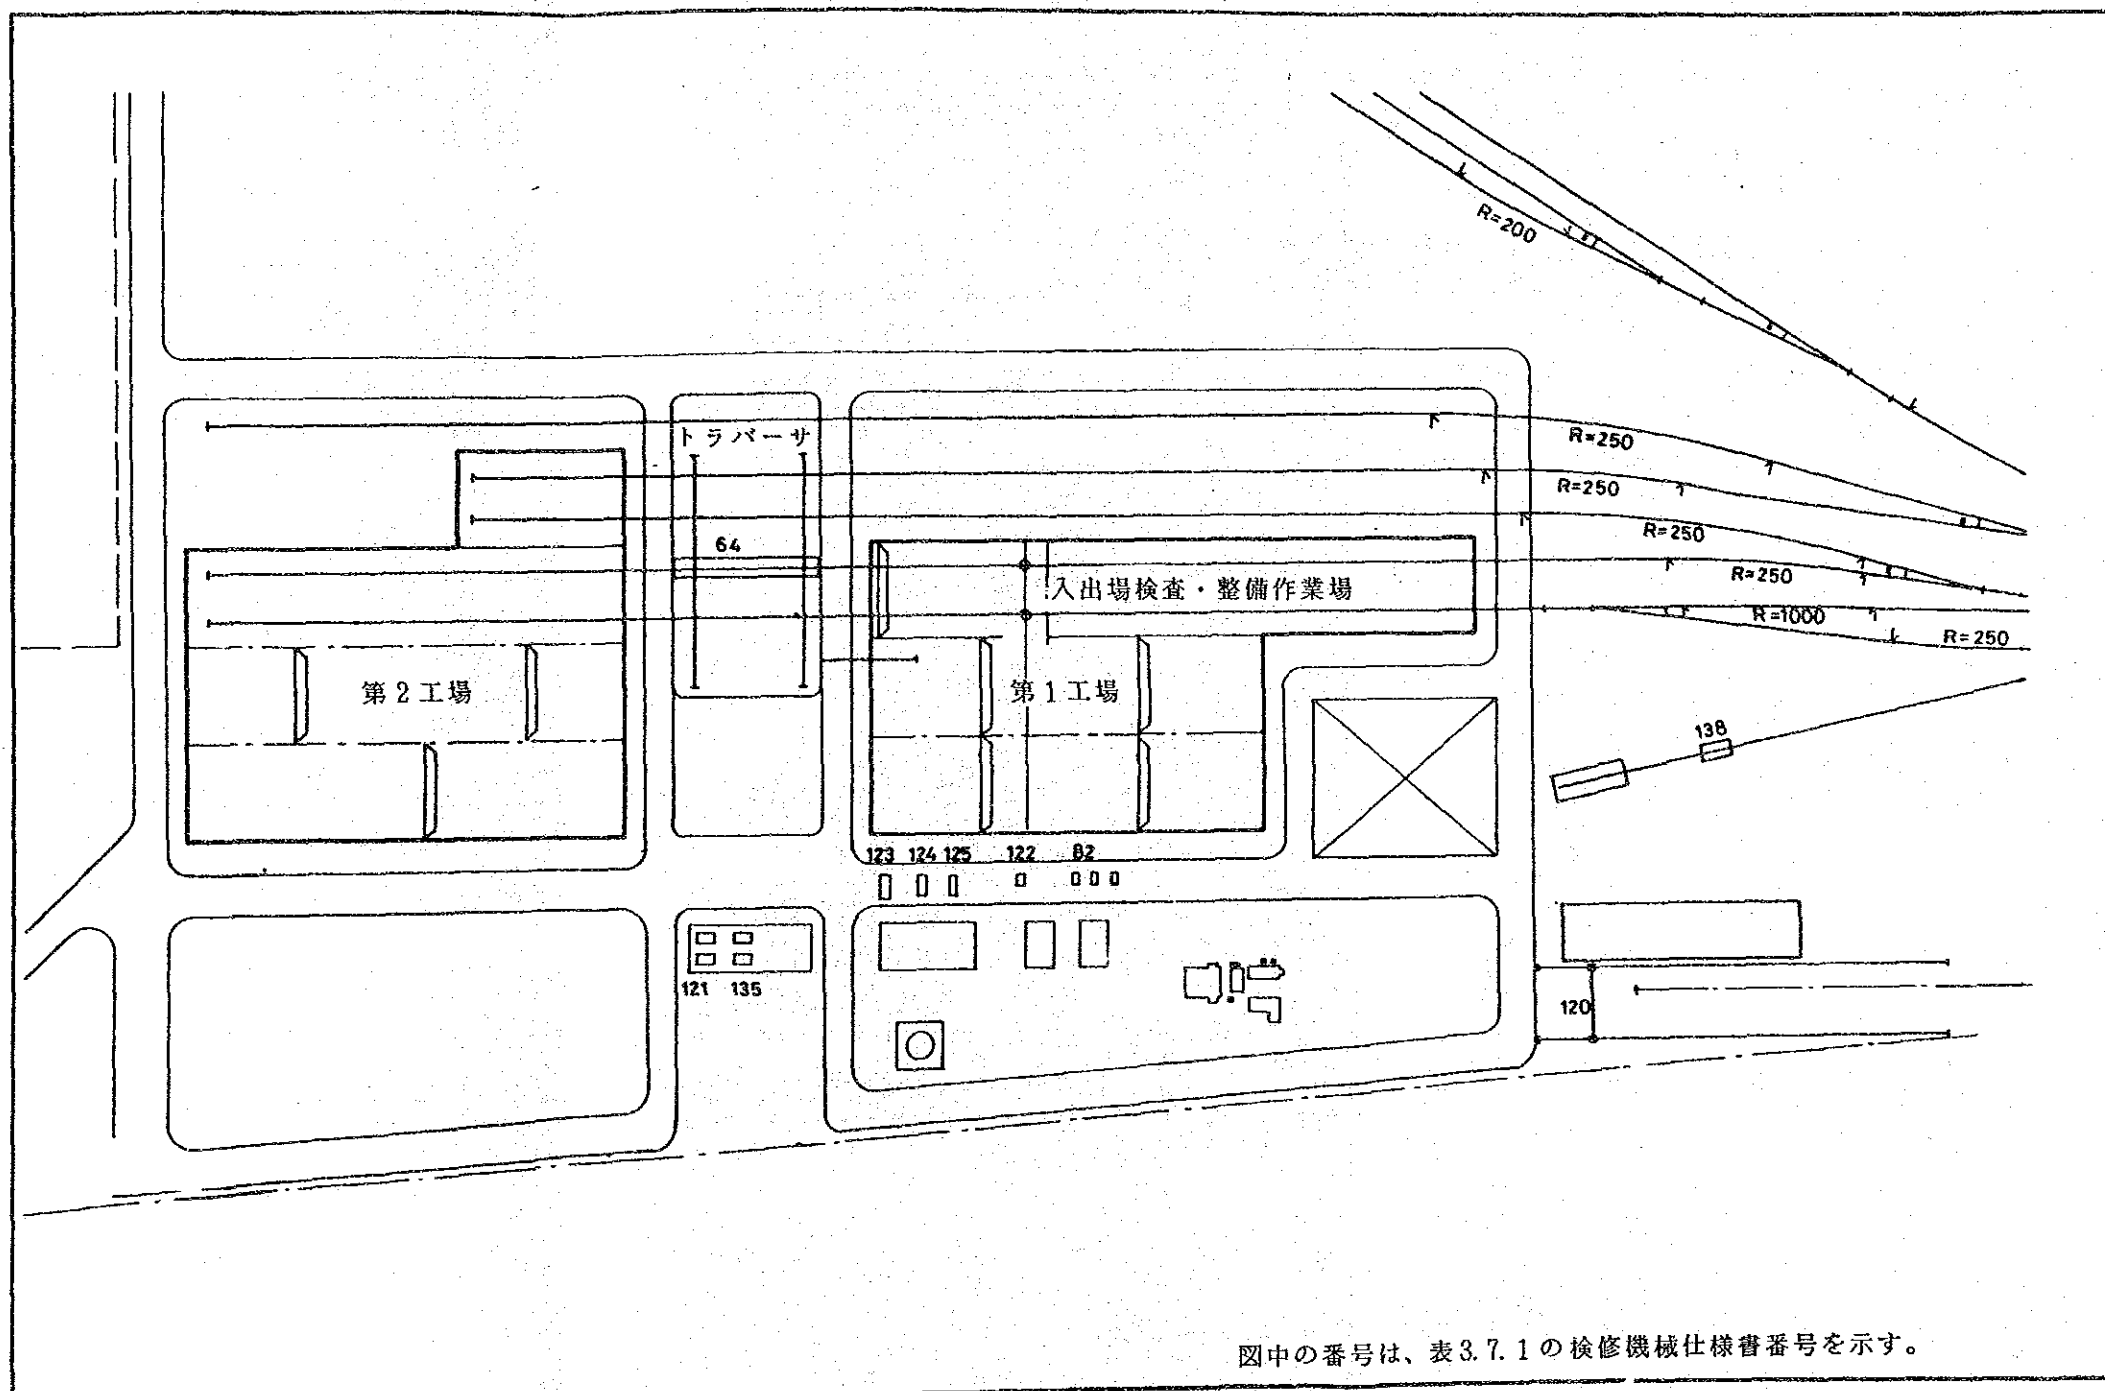 R=200
トラバーサ
R=250
R=250
R=250
64
R=250
入出場検査・整備作業場
R=1000
R=250
第2工場
第1工場
138
123 124 125 122 82
121 135
120
図中の番号は、表3.7.1の検修機械仕様書番号を示す。